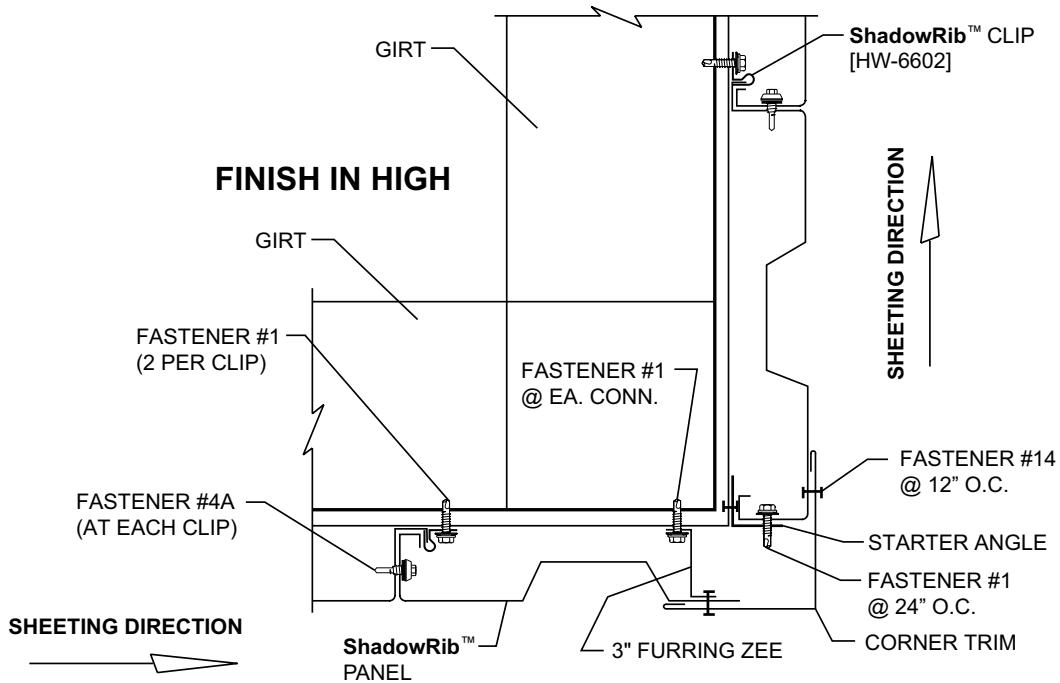 GIRT
ShadowRib™ CLIP
[HW-6602]
FINISH IN HIGH
SHEETING DIRECTION
GIRT
FASTENER #1
(2 PER CLIP)
FASTENER #1
@ EA. CONN.
FASTENER #14
@ 12” O.C.
FASTENER #4A
(AT EACH CLIP)
STARTER ANGLE
FASTENER #1
@ 24” O.C.
SHEETING DIRECTION
ShadowRib™
PANEL
3" FURRING ZEE
CORNER TRIM